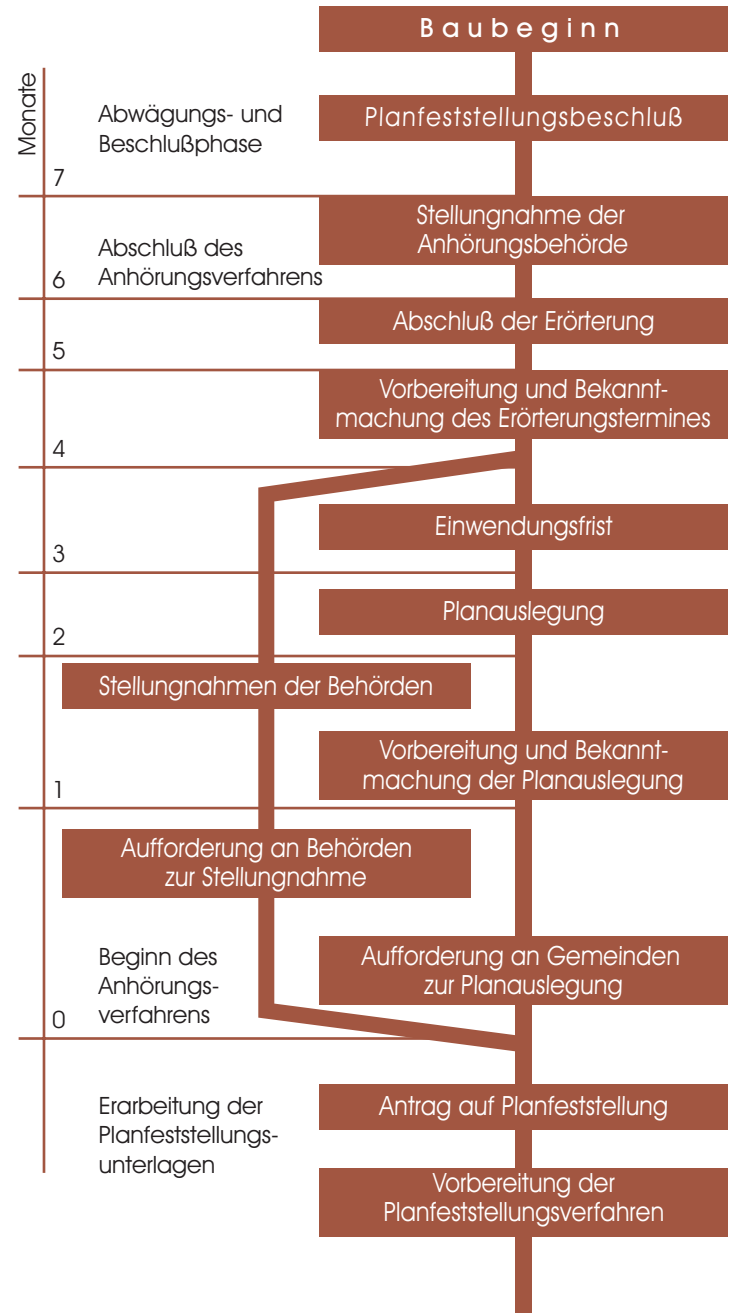 Baubeginn
Monate
Abwägungs- und
Beschlußphase
Planfeststellungsbeschluß
7
Stellungnahme der
Anhörungsbehörde
Abschluß des
Anhörungsverfahrens
6
Abschluß der Erörterung
5
Vorbereitung und Bekannt-
machung des Erörterungstermines
4
Einwendungsfrist
3
Planauslegung
2
Stellungnahmen der Behörden
Vorbereitung und Bekannt-
machung der Planauslegung
1
Aufforderung an Behörden
zur Stellungnahme
Beginn des
Anhörungs-
verfahrens
Aufforderung an Gemeinden
zur Planauslegung
0
Erarbeitung der
Planfeststellungs-
unterlagen
Antrag auf Planfeststellung
Vorbereitung der
Planfeststellungsverfahren